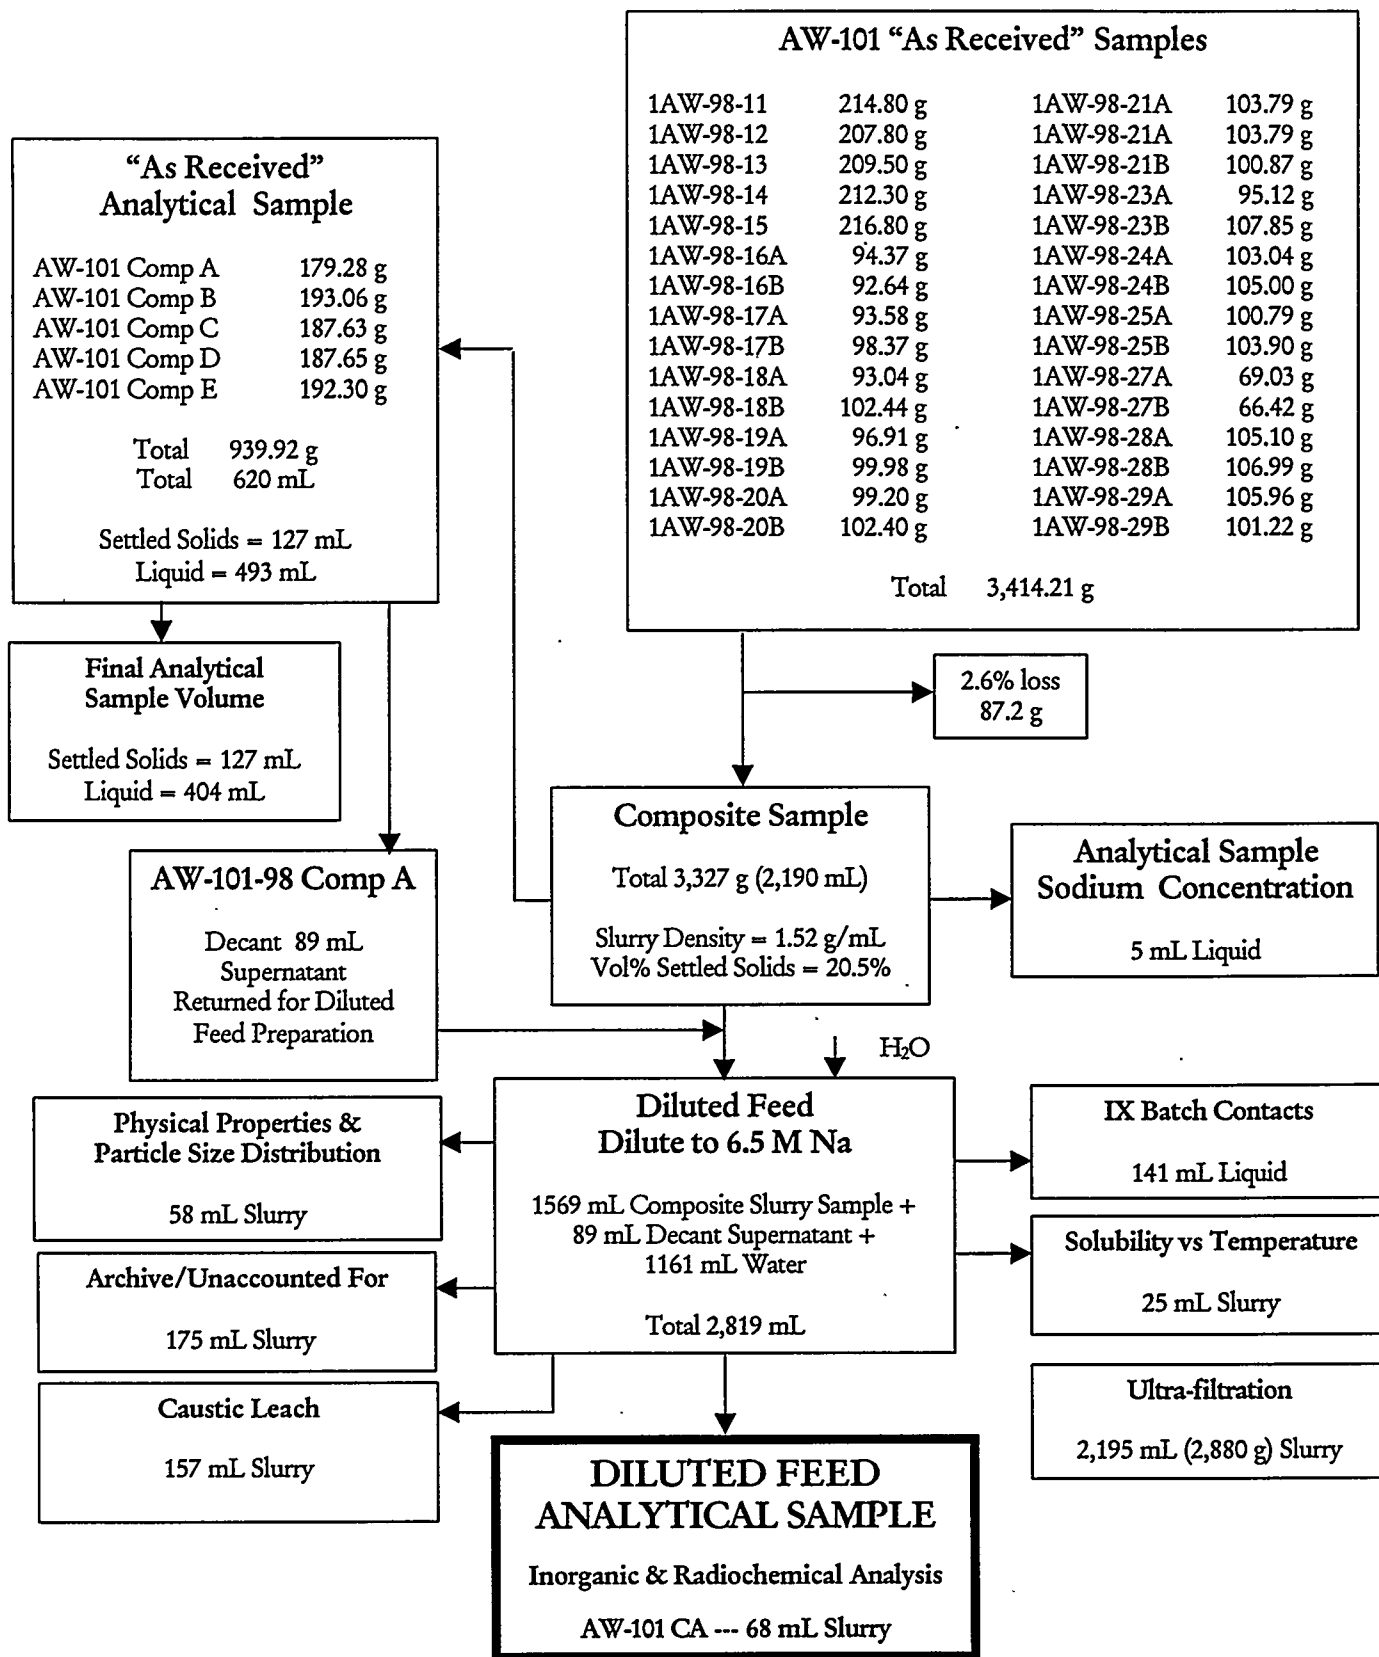 AW-101 “As Received” Samples
1AW-98-11 214.80 g 1AW-98-21A 103.79 g
1AW-98-12 207.80 g 1AW-98-21A 103.79 g
1AW-98-13 209.50 g 1AW-98-21B 100.87 g
1AW-98-14 212.30 g 1AW-98-23A 95.12 g
1AW-98-15 216.80 g 1AW-98-23B 107.85 g
1AW-98-16A 94.37 g 1AW-98-24A 103.04 g
1AW-98-16B 92.64 g 1AW-98-24B 105.00 g
1AW-98-17A 93.58 g 1AW-98-25A 100.79 g
1AW-98-17B 98.37 g 1AW-98-25B 103.90 g
1AW-98-18A 93.04 g 1AW-98-27A 69.03 g
1AW-98-18B 102.44 g 1AW-98-27B 66.42 g
1AW-98-19A 96.91 g 1AW-98-28A 105.10 g
1AW-98-19B 99.98 g 1AW-98-28B 106.99 g
1AW-98-20A 99.20 g 1AW-98-29A 105.96 g
1AW-98-20B 102.40 g 1AW-98-29B 101.22 g
Total 3,414.21 g
“As Received”
Analytical Sample
AW-101 Comp A 179.28 g
AW-101 Comp B 193.06 g
AW-101 Comp C 187.63 g
AW-101 Comp D 187.65 g
AW-101 Comp E 192.30 g
Total 939.92 g
Total 620 mL
Settled Solids = 127 mL
Liquid = 493 mL
Final Analytical
Sample Volume
Settled Solids = 127 mL
Liquid = 404 mL
2.6% loss
87.2 g
Composite Sample
Total 3,327 g (2,190 mL)
Slurry Density = 1.52 g/mL
Vol% Settled Solids = 20.5%
Analytical Sample
Sodium Concentration
5 mL Liquid
AW-101-98 Comp A
Decant 89 mL
Supernatant
Returned for Diluted
Feed Preparation
H₂O
Diluted Feed
Dilute to 6.5 M Na
1569 mL Composite Slurry Sample +
89 mL Decant Supernatant +
1161 mL Water
Total 2,819 mL
Physical Properties &
Particle Size Distribution
58 mL Slurry
Archive/Unaccounted For
175 mL Slurry
Caustic Leach
157 mL Slurry
IX Batch Contacts
141 mL Liquid
Solubility vs Temperature
25 mL Slurry
Ultra-filtration
2,195 mL (2,880 g) Slurry
DILUTED FEED
ANALYTICAL SAMPLE
Inorganic & Radiochemical Analysis
AW-101 CA --- 68 mL Slurry